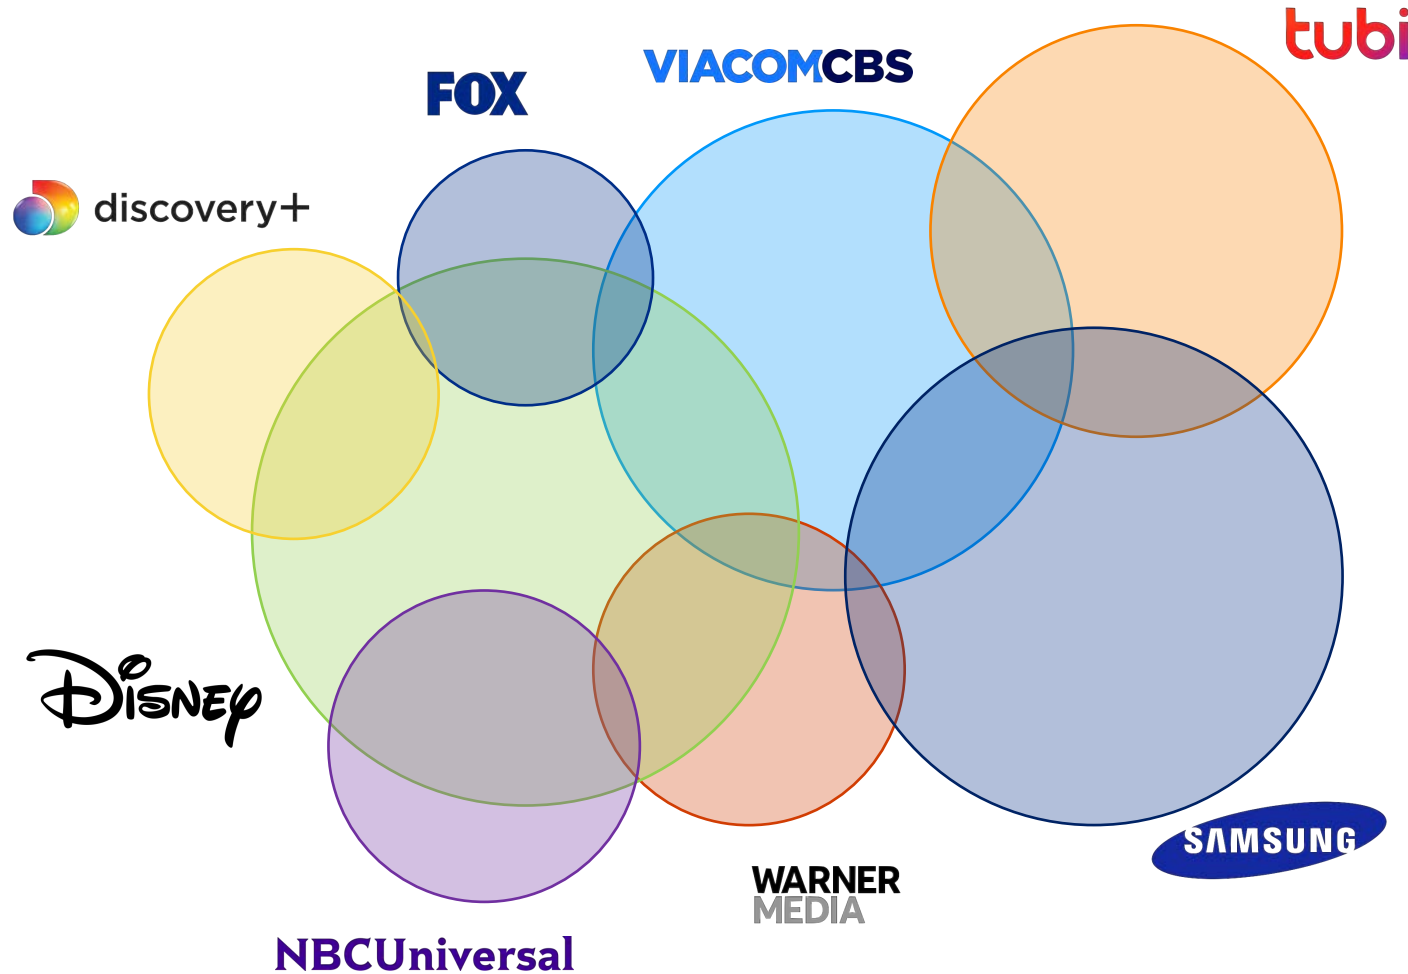 tubi
VIACOMCBS
FOX
discovery+
Disney
SAMSUNG
WARNER
MEDIA
NBCUniversal